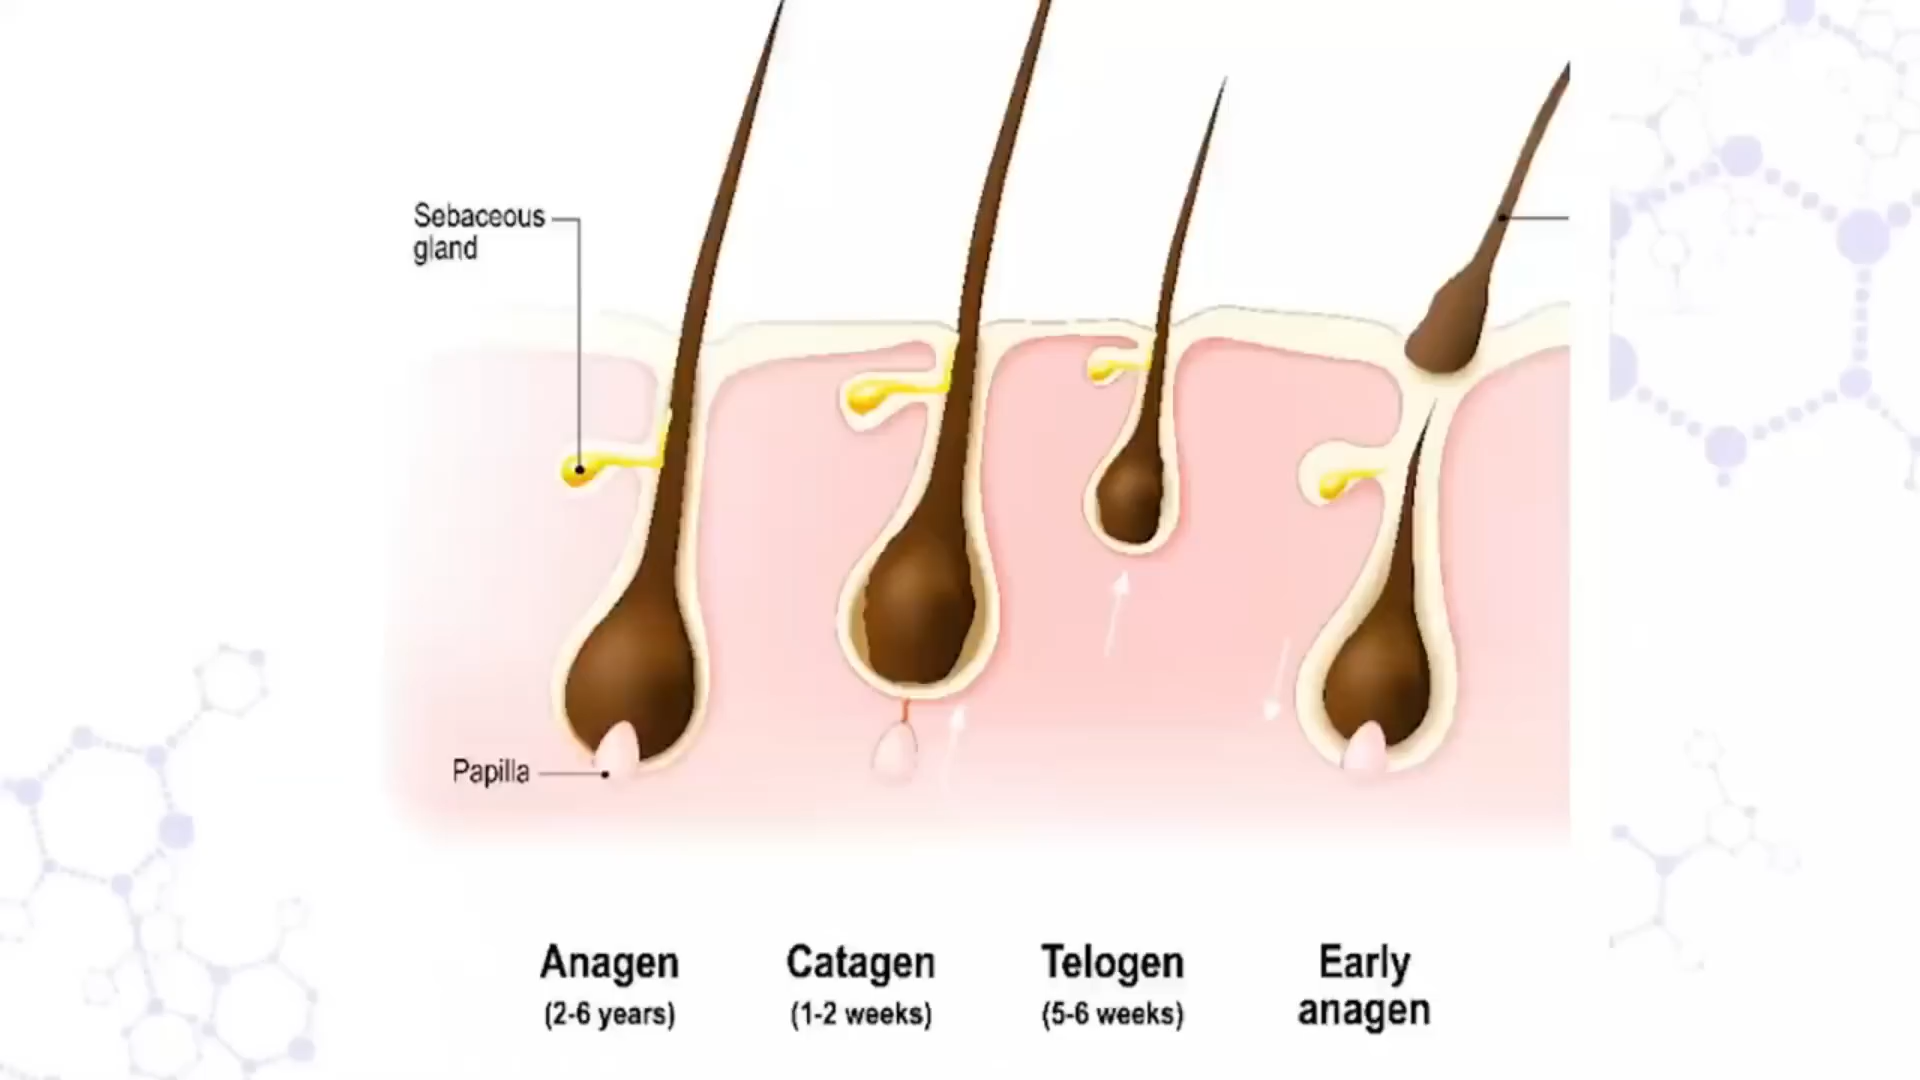 Sebaceous
gland
Papilla
Anagen
(2-6 years)
Catagen
(1-2 weeks)
Telogen
(5-6 weeks)
Early
anagen